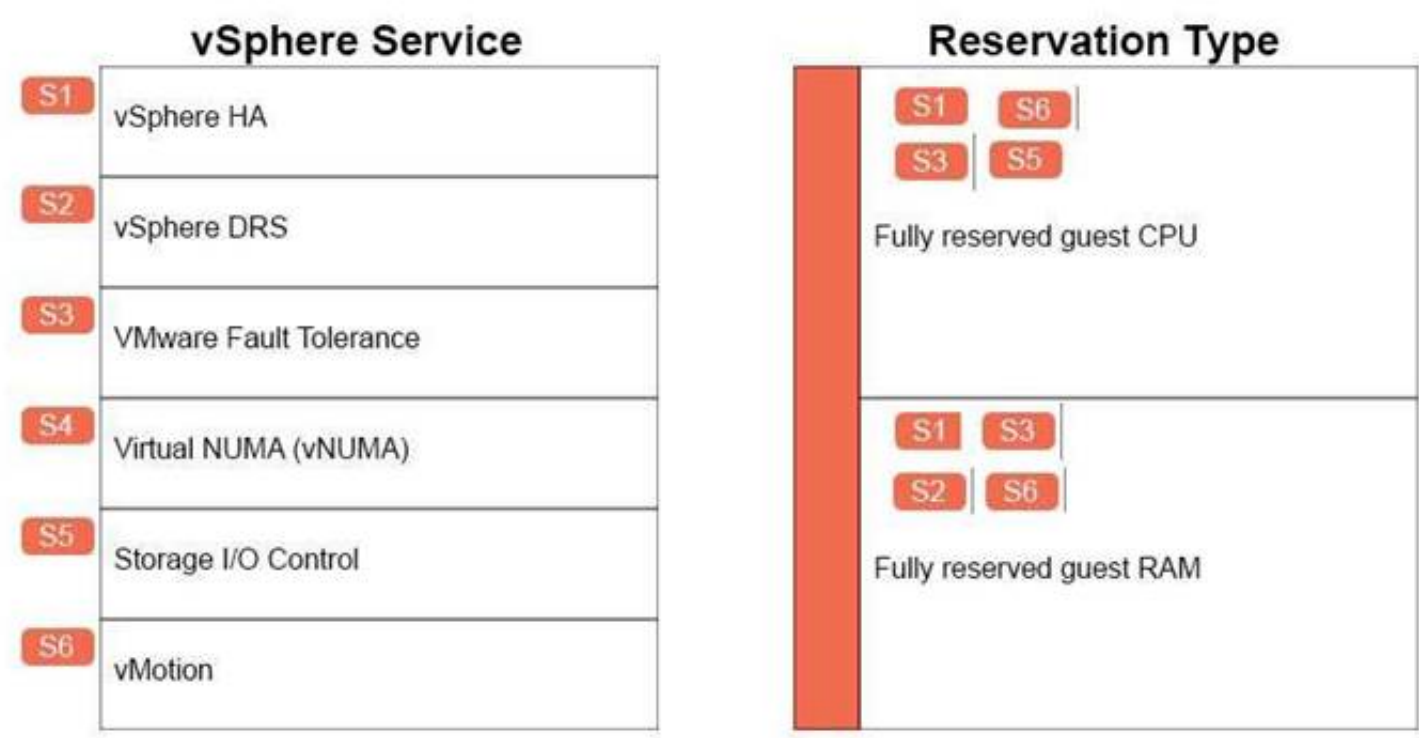 vSphere Service
S1
vSphere HA
S2
vSphere DRS
S3
VMware Fault Tolerance
S4
Virtual NUMA (vNUMA)
S5
Storage I/O Control
S6
vMotion
Reservation Type
S1 S6
S3 S5
Fully reserved guest CPU
S1 S3
S2 S6
Fully reserved guest RAM